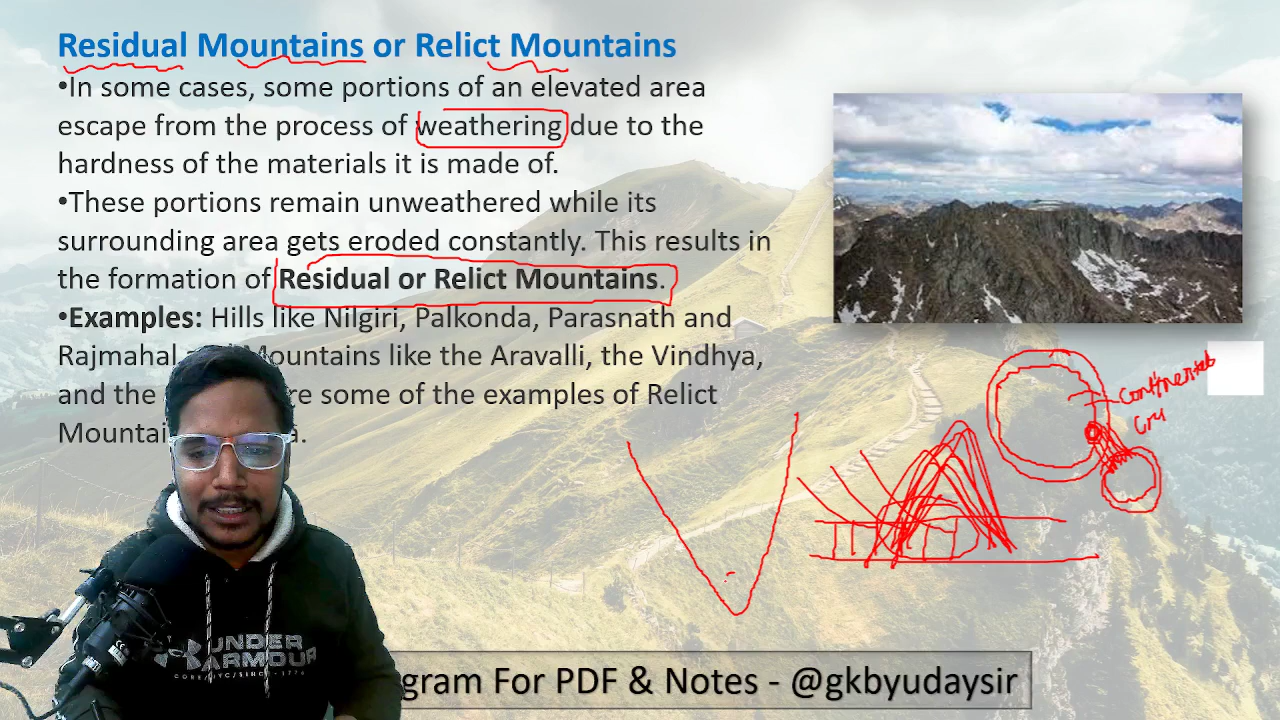 Residual Mountains or Relict Mountains
•In some cases, some portions of an elevated area
escape from the process of weathering due to the
hardness of the materials it is made of.
•These portions remain unweathered while its
surrounding area gets eroded constantly. This results in
the formation of Residual or Relict Mountains.
•Examples: Hills like Nilgiri, Palkonda, Parasnath and
Rajmahal Mountains like the Aravalli, the Vindhya,
and the some of the examples of Relict
UNDER
ARMOUR
For PDF & Notes - @gkbyudaysir